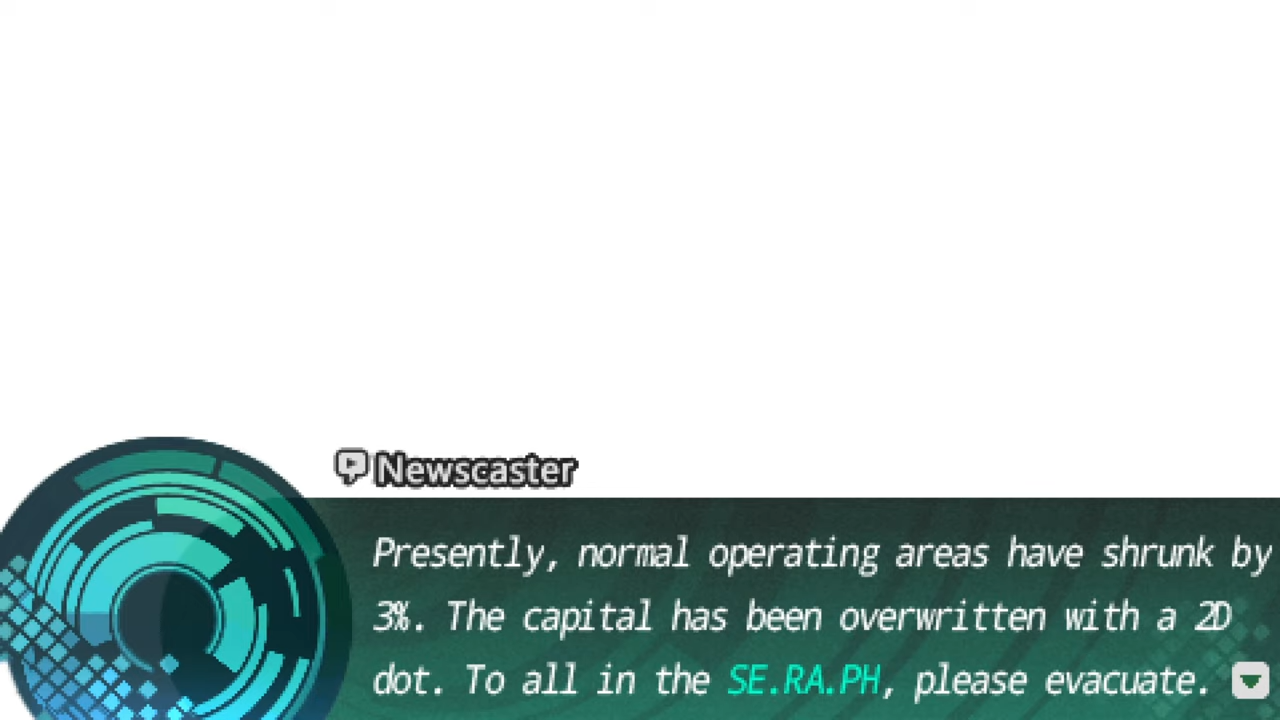 Newscaster
Presently, normal operating areas have shrunk by
3%. The capital has been overwritten with a 2D
dot. To all in the SE.RA.PH, please evacuate.